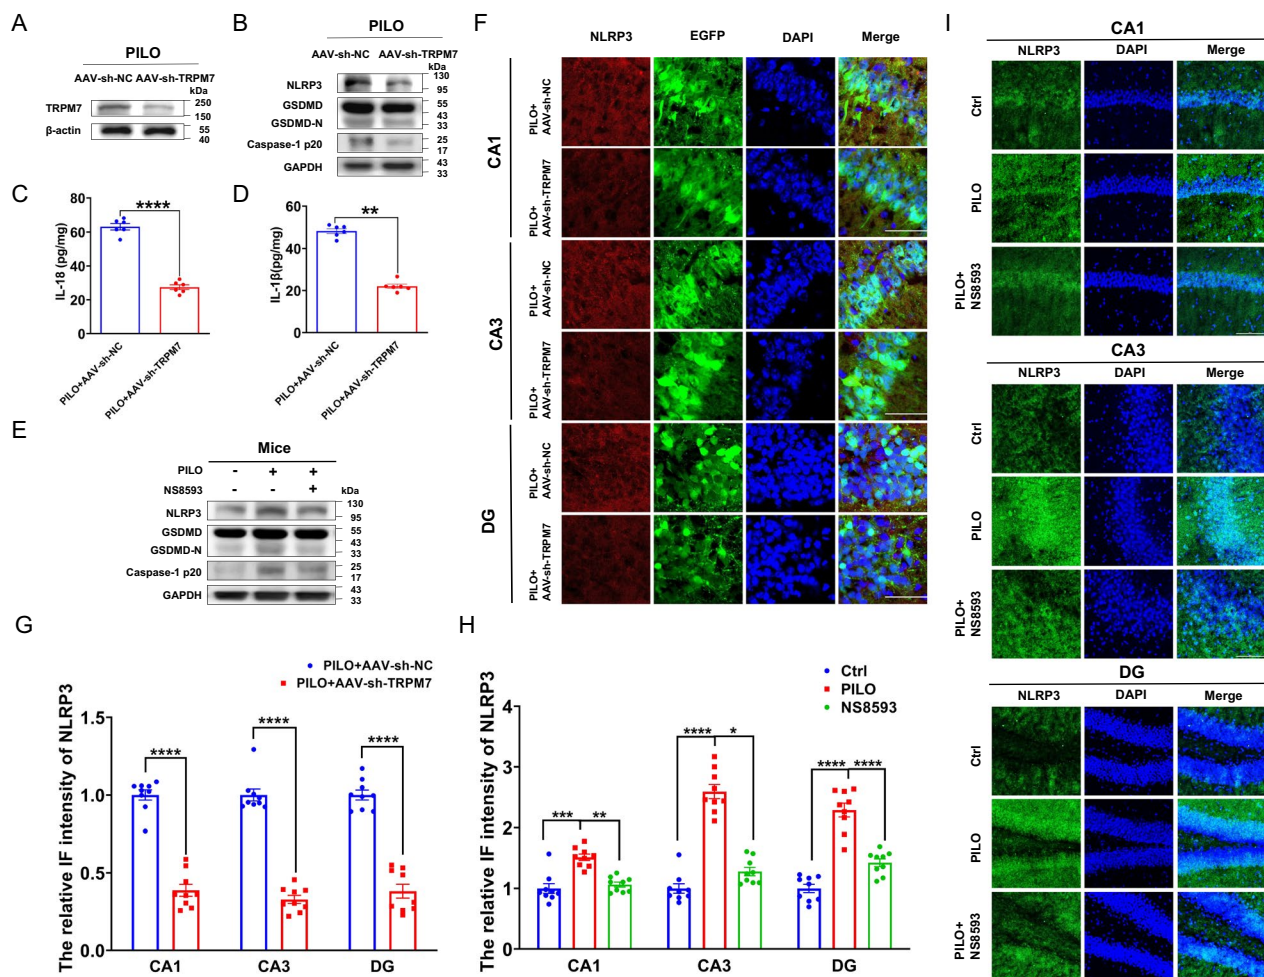 A
PILO
AAV-sh-NC AAV-sh-TRPM7
kDa
TRPM7
250
150
β-actin
55
40
B
PILO
AAV-sh-NC AAV-sh-TRPM7
kDa
NLRP3
130
95
GSDMD
55
43
GSDMD-N
33
Caspase-1 p20
25
17
GAPDH
43
33
C
IL-18 (pg/mg)
80
60
40
20
0
****
PILO+AAV-sh-NC
PILO+AAV-sh-TRPM7
D
IL-1β(pg/mg)
60
40
20
0
**
PILO+AAV-sh-NC
PILO+AAV-sh-TRPM7
E
Mice
PILO - + +
NS8593 - - +
kDa
NLRP3
130
95
GSDMD
55
43
GSDMD-N
33
Caspase-1 p20
25
17
GAPDH
43
33
F
NLRP3 EGFP DAPI Merge
CA1
PILO+
AAV-sh-NC
PILO+
AAV-sh-TRPM7
CA3
PILO+
AAV-sh-NC
PILO+
AAV-sh-TRPM7
DG
PILO+
AAV-sh-NC
PILO+
AAV-sh-TRPM7
G
PILO+AAV-sh-NC
PILO+AAV-sh-TRPM7
The relative IF intensity of NLRP3
1.5
1.0
0.5
0.0
****
****
****
CA1 CA3 DG
H
Ctrl
PILO
NS8593
The relative IF intensity of NLRP3
4
3
2
1
0
*** **
**** *
**** ****
CA1 CA3 DG
I
CA1
NLRP3 DAPI Merge
Ctrl
PILO
PILO+
NS8593
CA3
NLRP3 DAPI Merge
Ctrl
PILO
PILO+
NS8593
DG
NLRP3 DAPI Merge
Ctrl
PILO
PILO+
NS8593